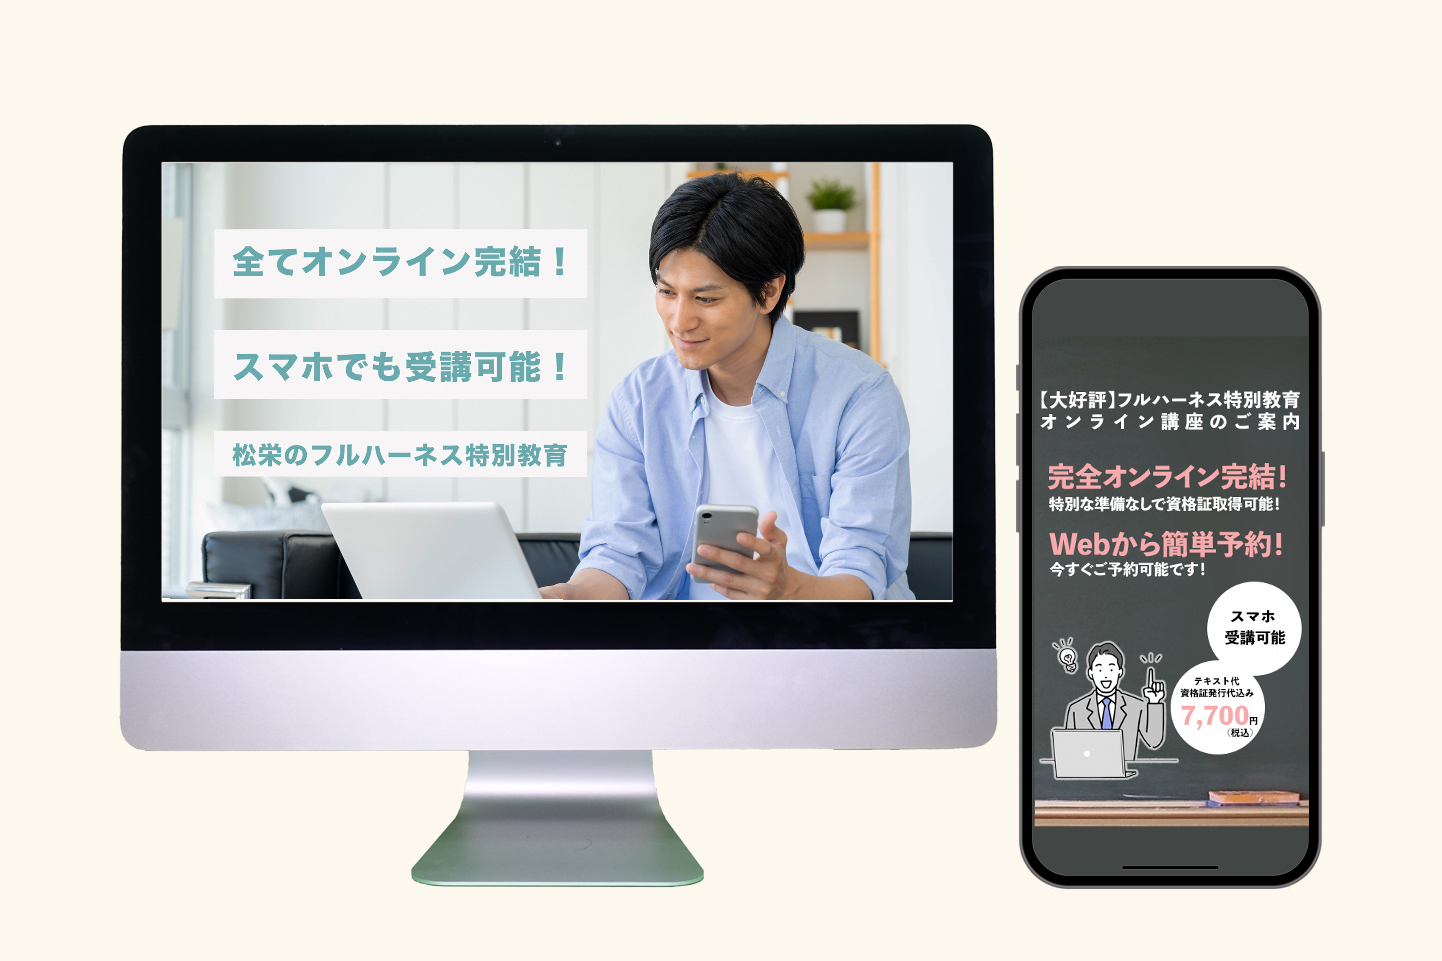 全てオンライン完結！
スマホでも受講可能！
松栄のフルハーネス特別教育
【大好評】フルハーネス特別教育
オンライン講座のご案内
完全オンライン完結！
特別な準備なしで資格証取得可能！
Webから簡単予約！
今すぐご予約可能です！
スマホ
受講可能
テキスト代
資格証発行代込み
7,700円
（税込）